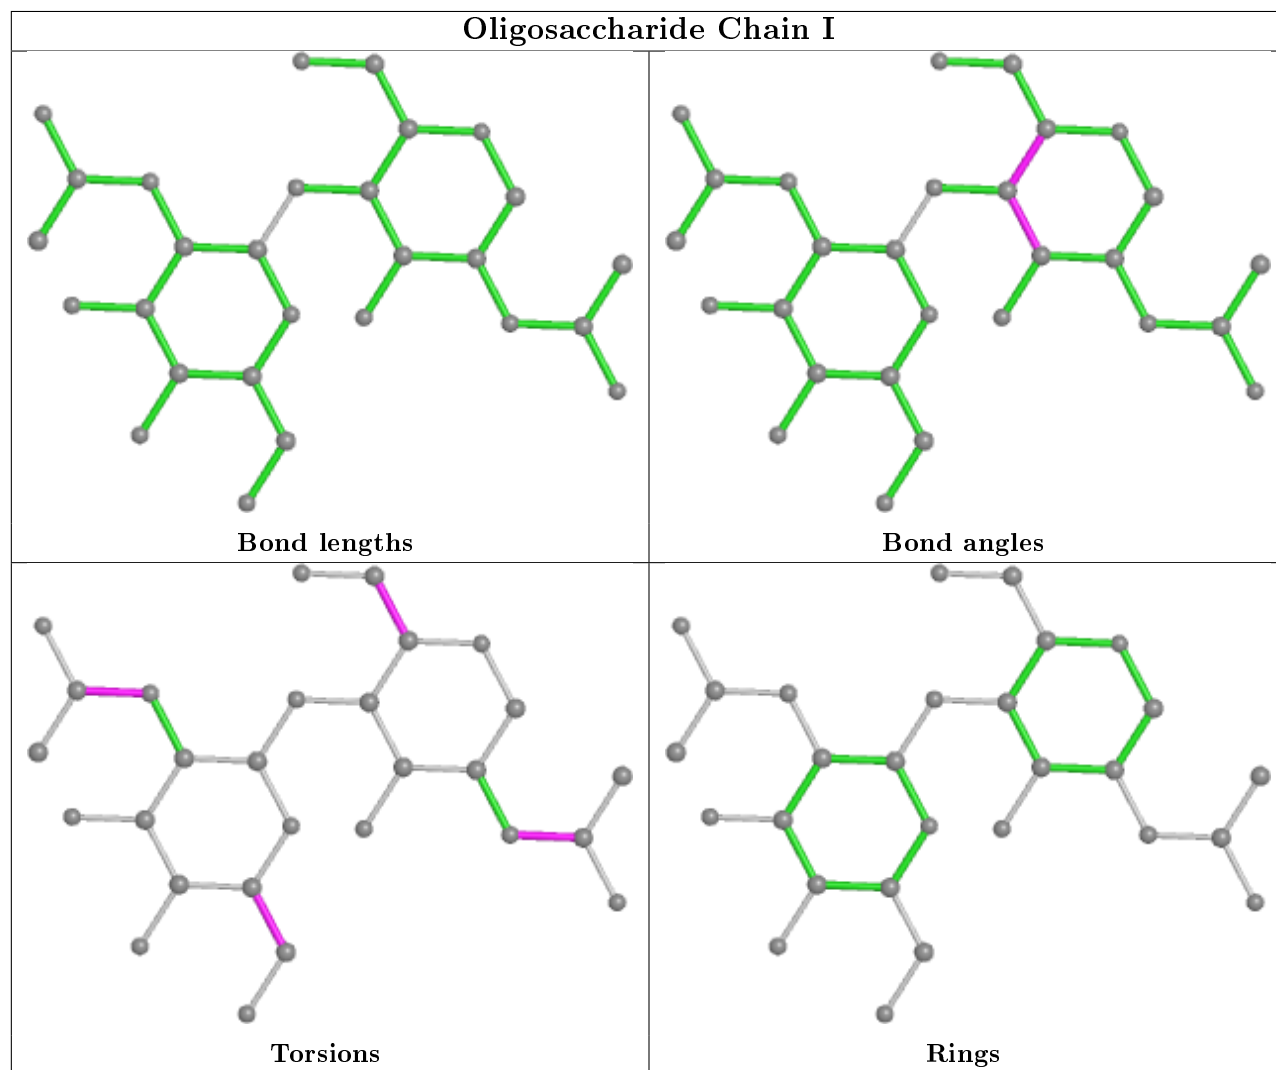 Oligosaccharide Chain I
Bond lengths
Bond angles
Torsions
Rings